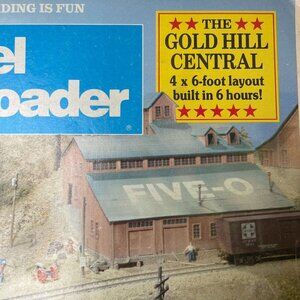 DING IS FUN
el
oader
®
★★ THE ★★
GOLD HILL
CENTRAL
4 x 6-foot layout
built in 6 hours!
★★★★★
FIVE-O